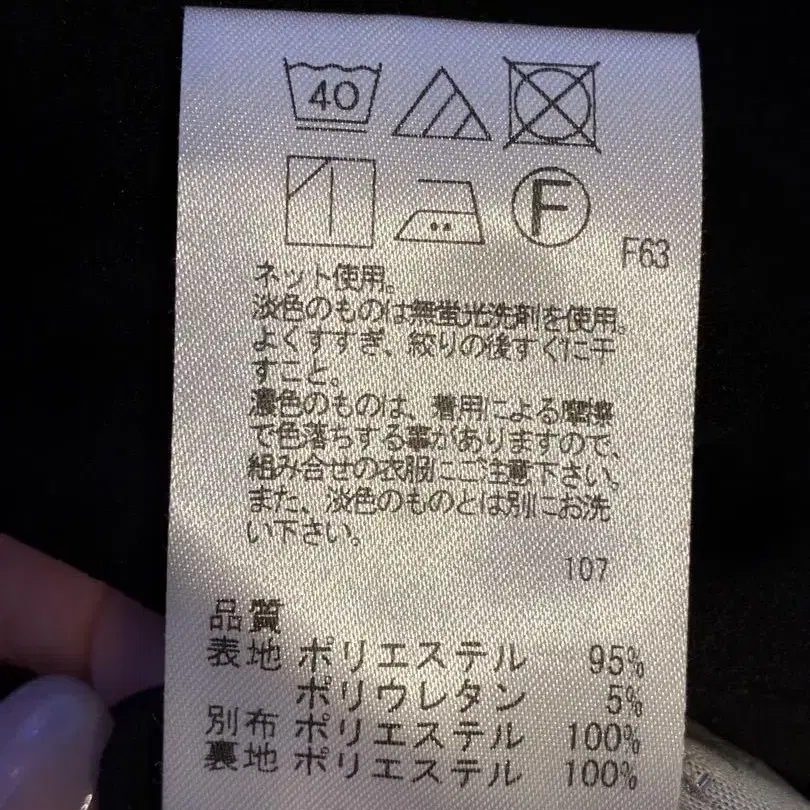 40
F
F63
ネット使用。
淡色のものは無蛍光洗剤を使用。
よくすすぎ、絞りの後すぐに干
すこと。
濃色のものは、着用による摩擦
で色落ちする事がありますので、
組み合せの衣服にご注意下さい。
また、淡色のものとは別にお洗
い下さい。
107
品質
表地 ポリエステル 95%
ポリウレタン 5%
別布 ポリエステル 100%
裏地 ポリエステル 100%